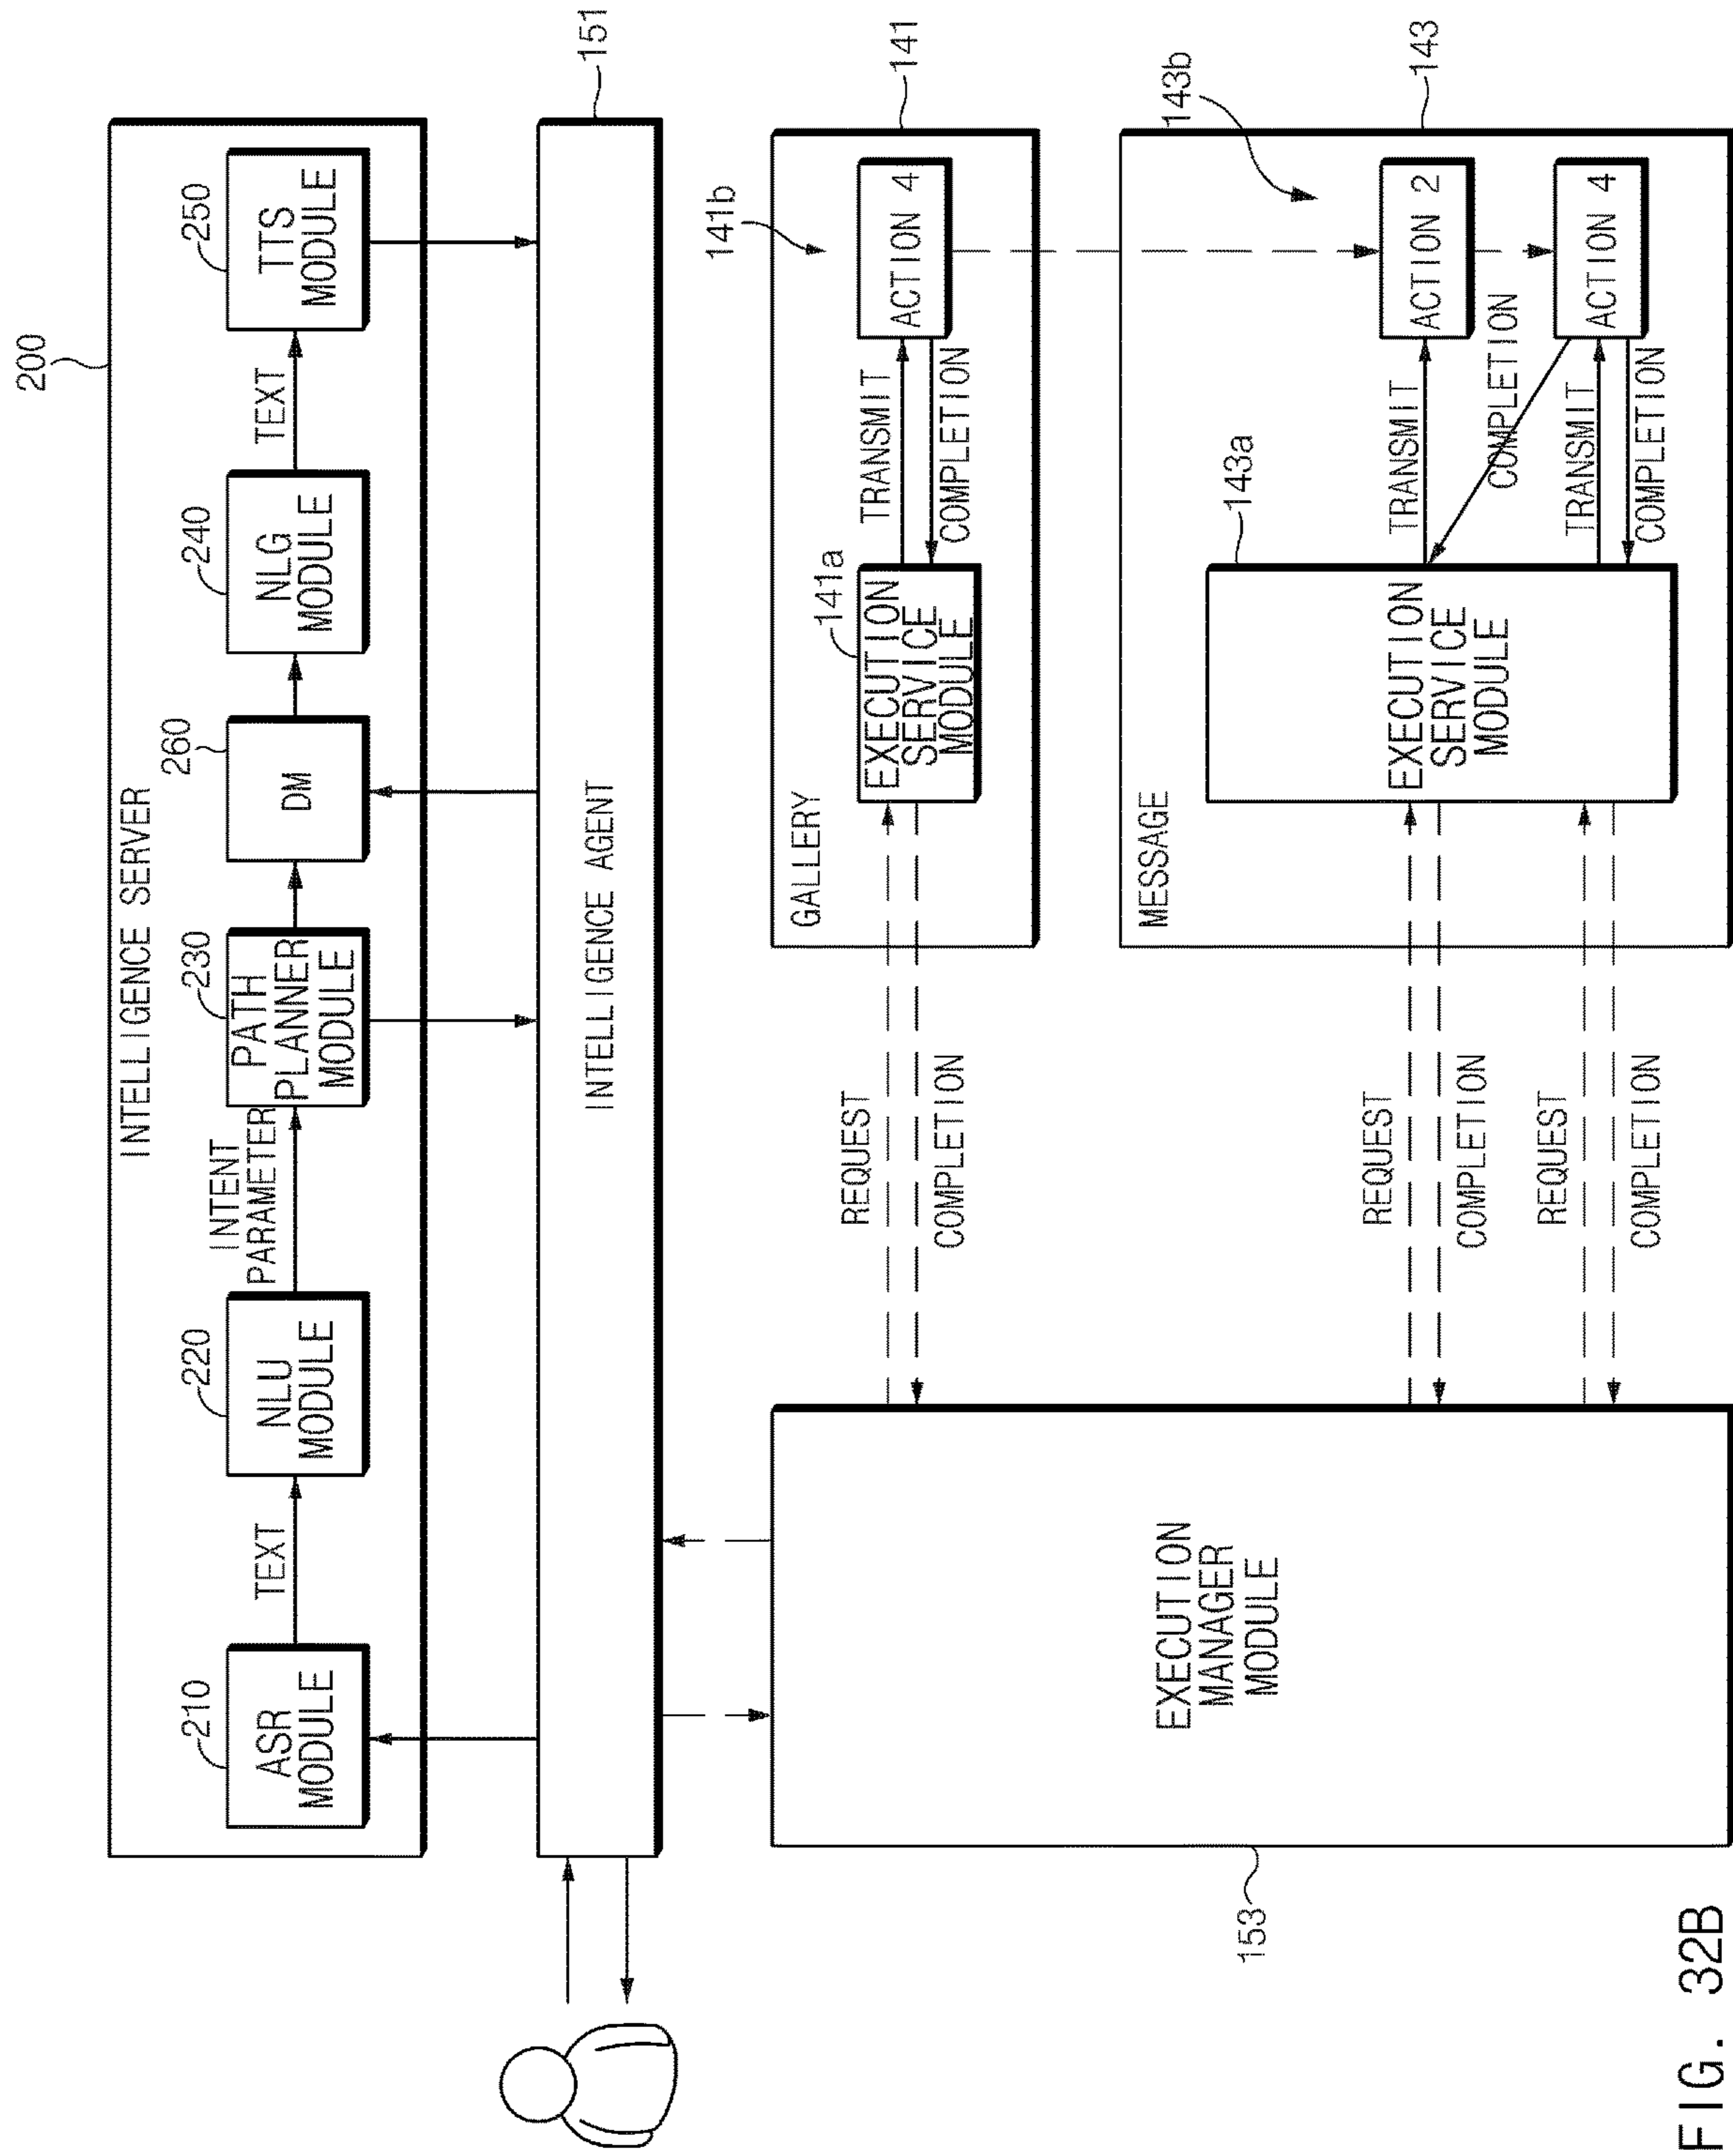 200
INTELLIGENCE SERVER
210
ASR
MODULE
TEXT
220
NLU
MODULE
INTENT
PARAMETER
230
PATH
PLANNER
MODULE
260
DM
240
NLG
MODULE
TEXT
250
TTS
MODULE
INTELLIGENCE AGENT
151
153
EXECUTION
MANAGER
MODULE
REQUEST
COMPLETION
GALLERY
141a
EXECUTION
SERVICE
MODULE
TRANSMIT
COMPLETION
141b
ACTION 4
141
REQUEST
COMPLETION
REQUEST
COMPLETION
MESSAGE
143a
EXECUTION
SERVICE
MODULE
TRANSMIT
COMPLETION
TRANSMIT
COMPLETION
143b
ACTION 2
ACTION 4
143
FIG. 32B